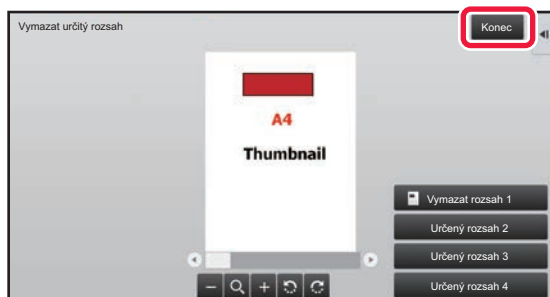 Vymazat určitý rozsah
Konec
A4
Thumbnail
Vymazat rozsah 1
Určený rozsah 2
Určený rozsah 3
Určený rozsah 4